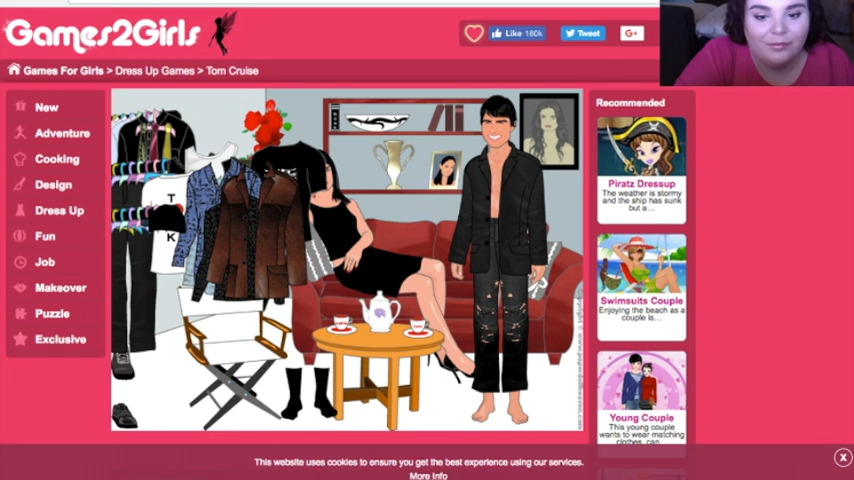 Games2Girls
Like 180k
Tweet
G+
Games For Girls > Dress Up Games > Tom Cruise
New
Adventure
Cooking
Design
Dress Up
Fun
Job
Makeover
Puzzle
Exclusive
T
K
Recommended
Piratz Dressup
The weather is stormy
and the ship has sunk
but a...
Swimsuits Couple
Enjoying the beach as a
couple is...
Young Couple
This young couple
wants to wear matching
clothes, can
This website uses cookies to ensure you get the best experience using our services.
More Info
X